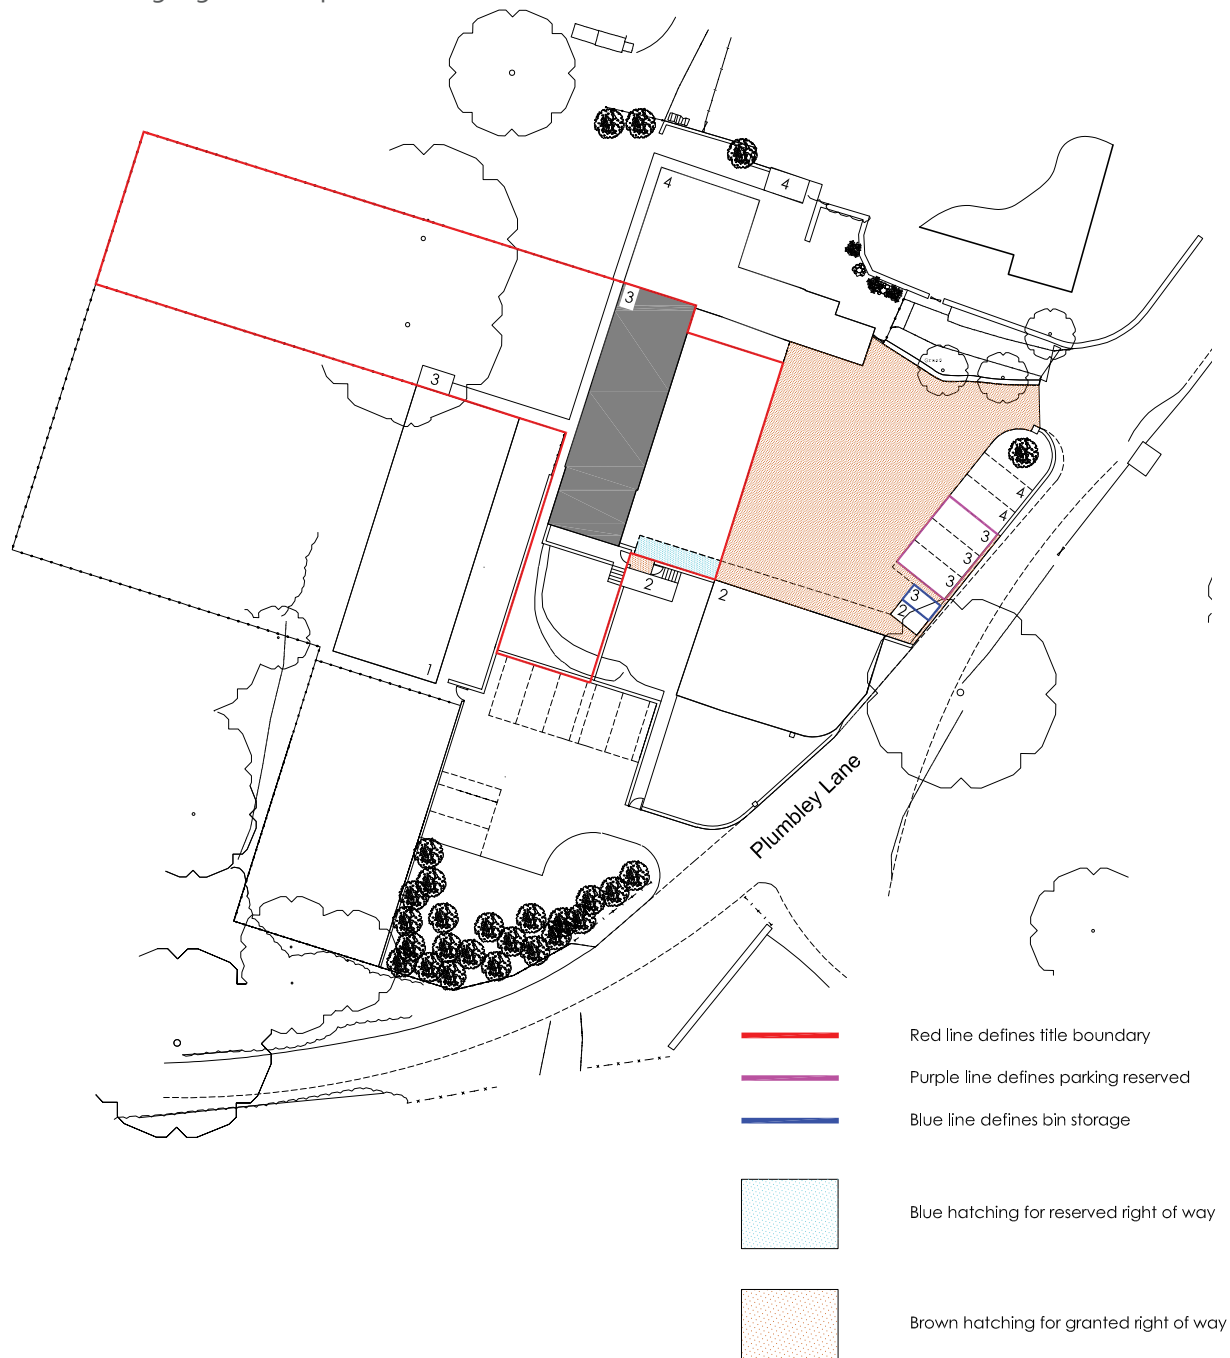 4
4
3
3
1
2
2
4
4
3
3
3
3
2
Plumbley Lane
Red line defines title boundary
Purple line defines parking reserved
Blue line defines bin storage
Blue hatching for reserved right of way
Brown hatching for granted right of way